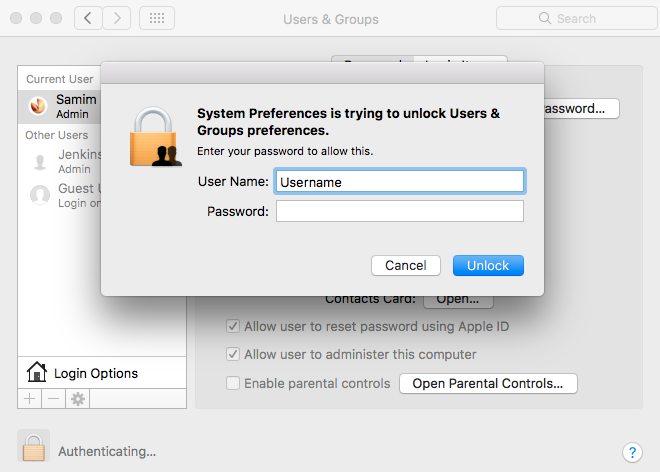 Users & Groups
Search
Current User
Samim
Admin
Other Users
Jenkins
Admin
Guest U
Login on
Password...
System Preferences is trying to unlock Users &
Groups preferences.
Enter your password to allow this.
User Name: Username
Password:
Cancel Unlock
Contacts Card: Open...
Allow user to reset password using Apple ID
Allow user to administer this computer
Enable parental controls Open Parental Controls...
Login Options
Authenticating...
?